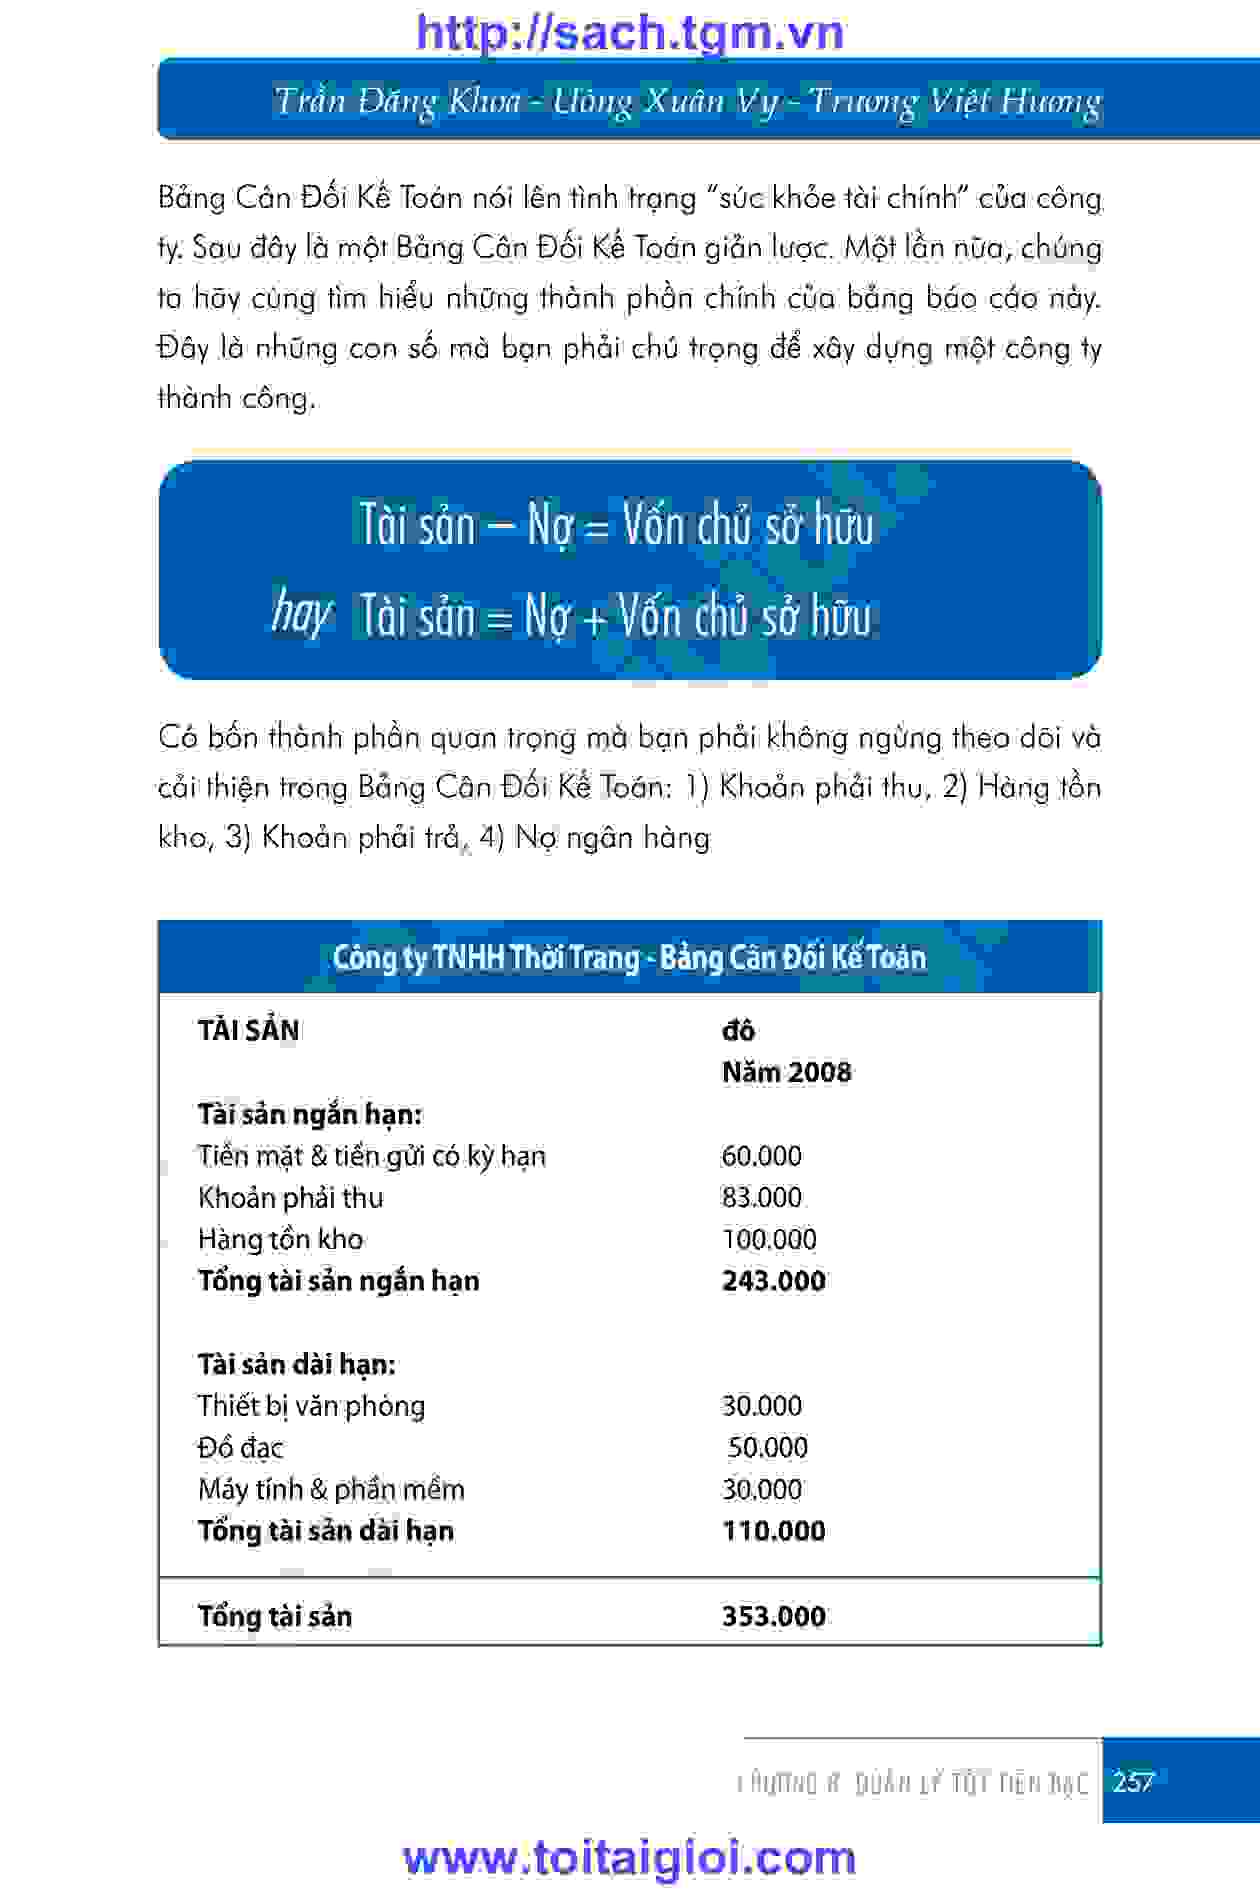 http://sach.tgm.vn
Trần Đăng Khoa - Uông Xuân Vy - Trương Việt Hương
Bảng Cân Đối Kế Toán nói lên tình trạng “sức khỏe tài chính” của công
ty. Sau đây là một Bảng Cân Đối Kế Toán giản lược. Một lần nữa, chúng
ta hãy cùng tìm hiểu những thành phần chính của bảng báo cáo này.
Đây là những con số mà bạn phải chú trọng để xây dựng một công ty
thành công.
Tài sản – Nợ = Vốn chủ sở hữu
hay Tài sản = Nợ + Vốn chủ sở hữu
Có bốn thành phần quan trọng mà bạn phải không ngừng theo dõi và
cải thiện trong Bảng Cân Đối Kế Toán: 1) Khoản phải thu, 2) Hàng tồn
kho, 3) Khoản phải trả, 4) Nợ ngân hàng
Công ty TNHH Thời Trang - Bảng Cân Đối Kế Toán
TÀI SẢN đô
Năm 2008
Tài sản ngắn hạn:
Tiền mặt & tiền gửi có kỳ hạn 60.000
Khoản phải thu 83.000
Hàng tồn kho 100.000
Tổng tài sản ngắn hạn 243.000
Tài sản dài hạn:
Thiết bị văn phòng 30.000
Đồ đạc 50.000
Máy tính & phần mềm 30.000
Tổng tài sản dài hạn 110.000
Tổng tài sản 353.000
CHƯƠNG 8: QUẢN LÝ TỐT TIỀN BẠC 257
www.toitaigioi.com